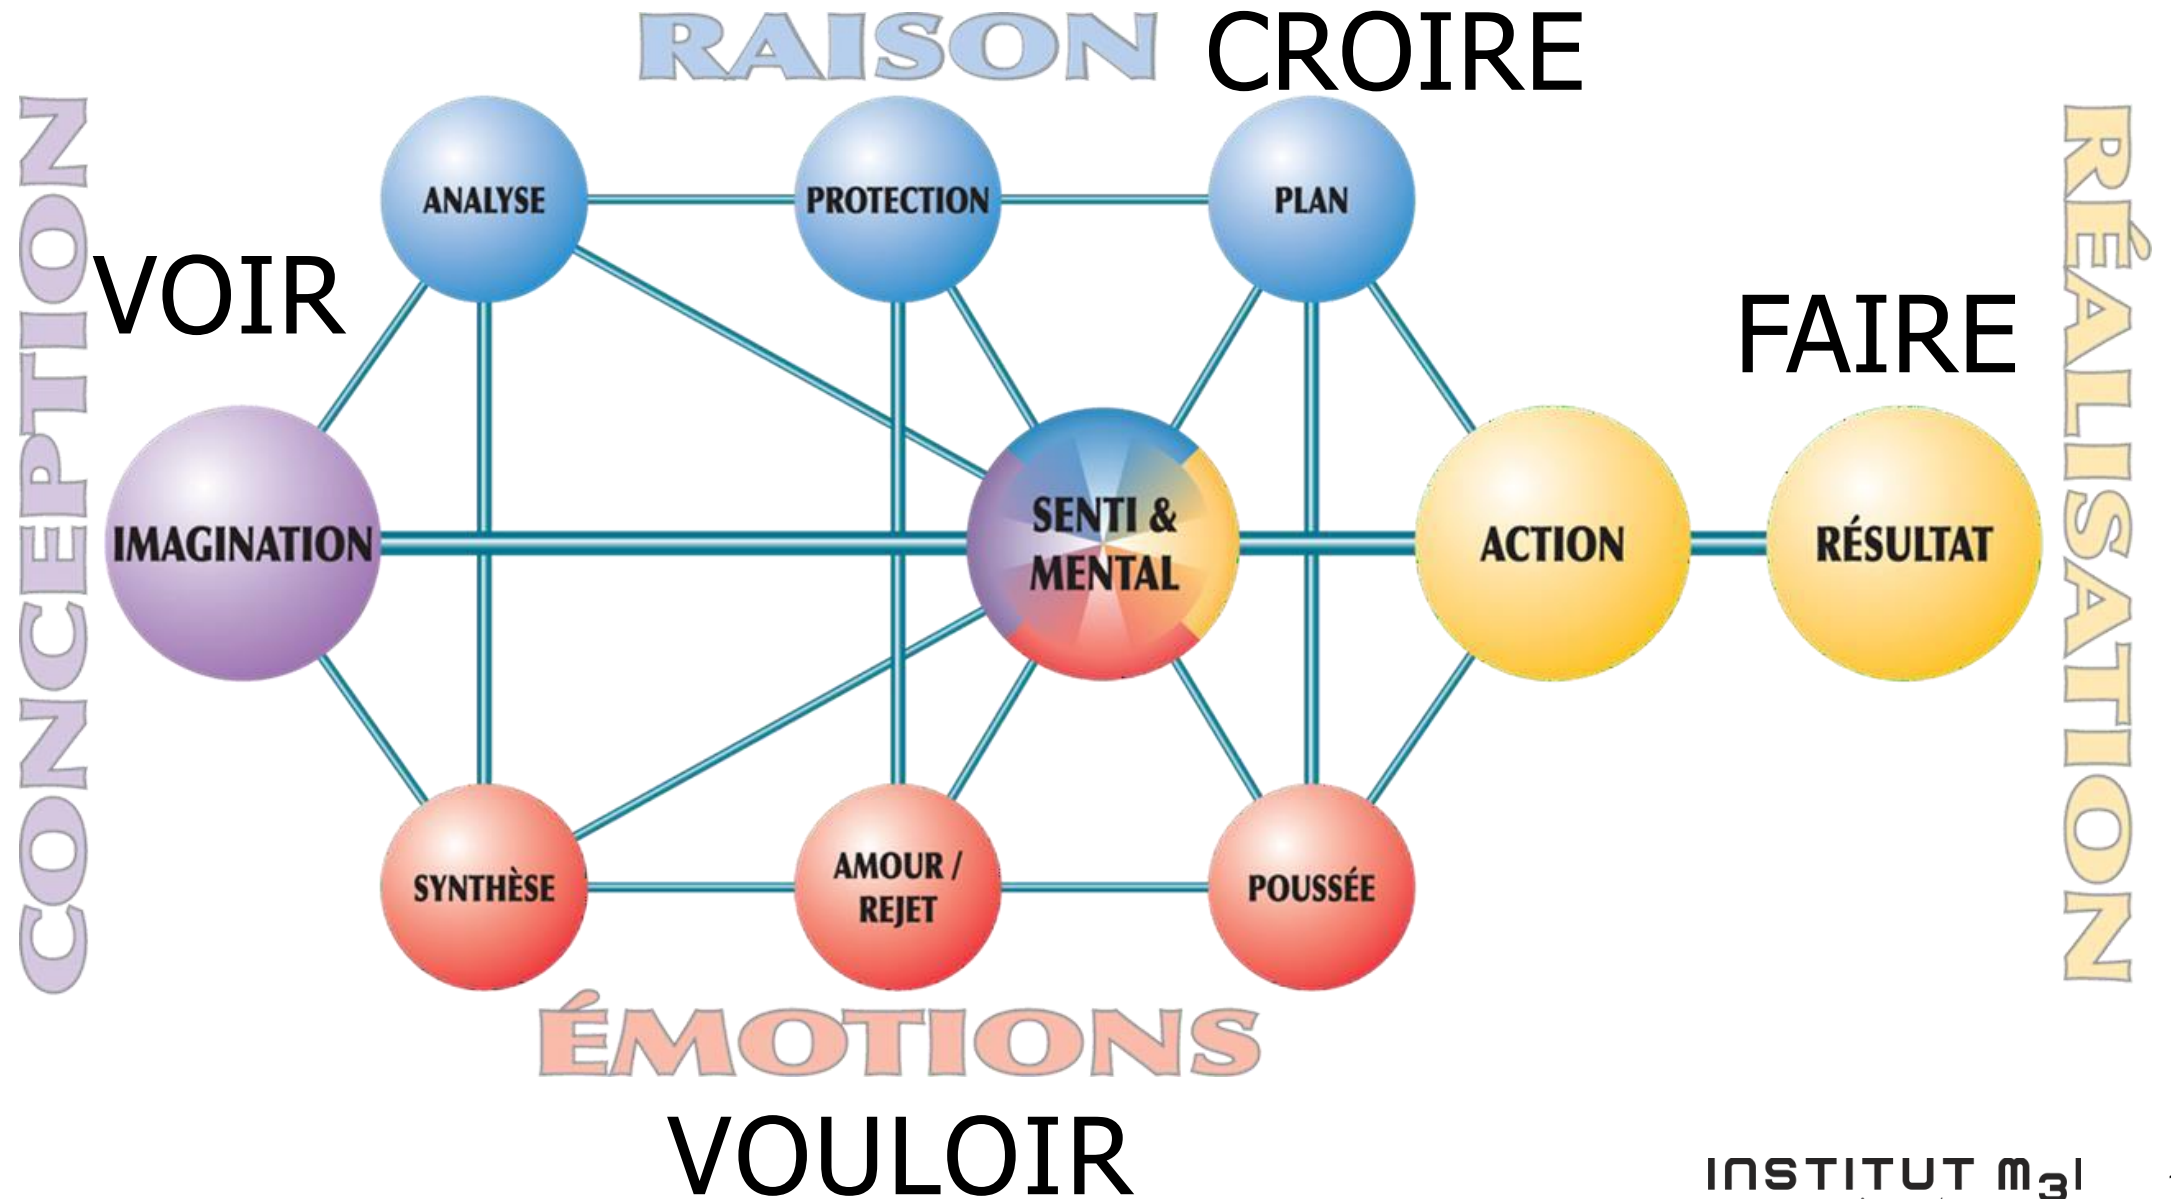 RAISON
CROIRE
CONCEPTION
RÉALISATION
ANALYSE
PROTECTION
PLAN
VOIR
FAIRE
IMAGINATION
SENTI &
MENTAL
ACTION
RÉSULTAT
SYNTHÈSE
AMOUR /
REJET
POUSSÉE
ÉMOTIONS
VOULOIR
INSTITUT m3i